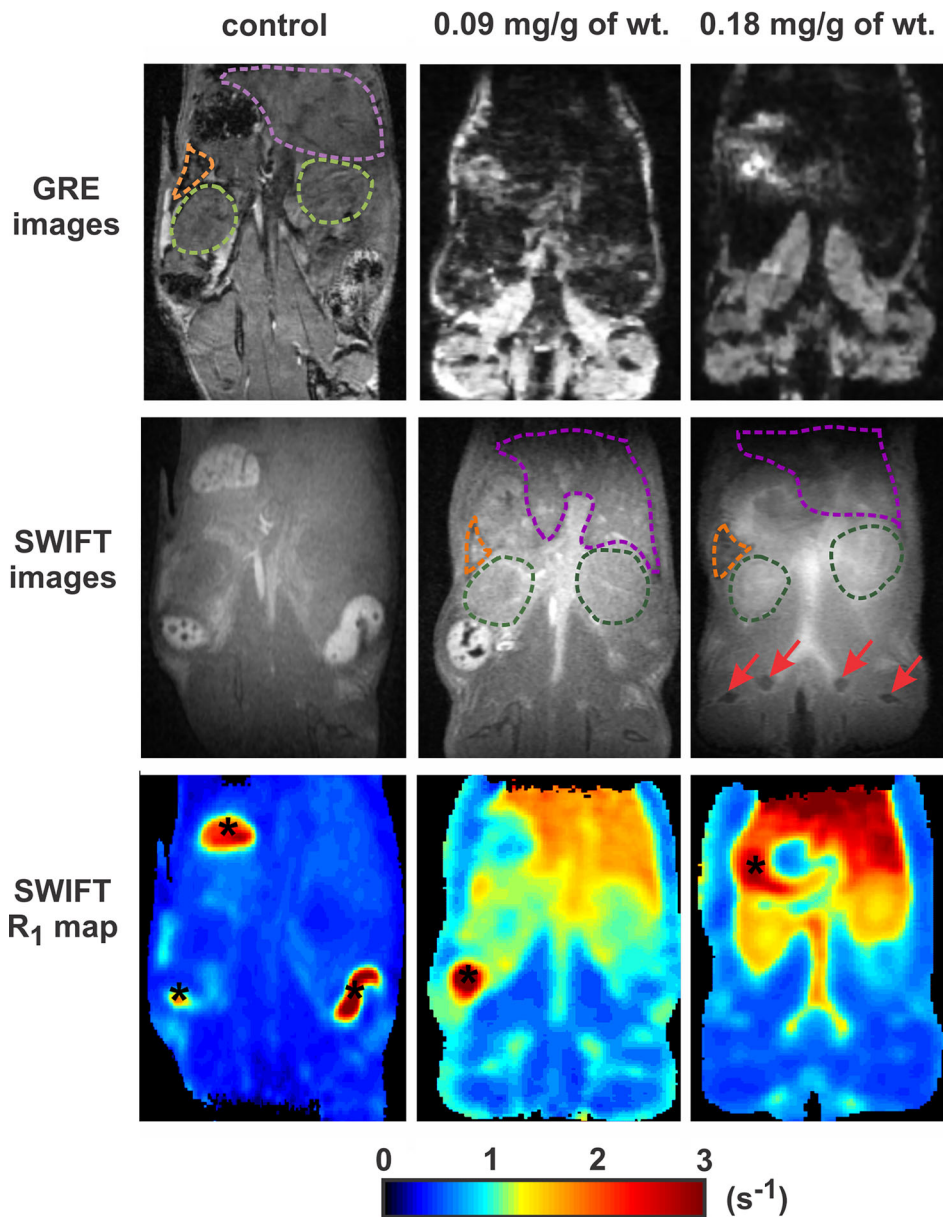 control 0.09 mg/g of wt. 0.18 mg/g of wt.
GRE
images
SWIFT
images
*
*
*
*
*
SWIFT
R₁ map
0 1 2 3
(s⁻¹)